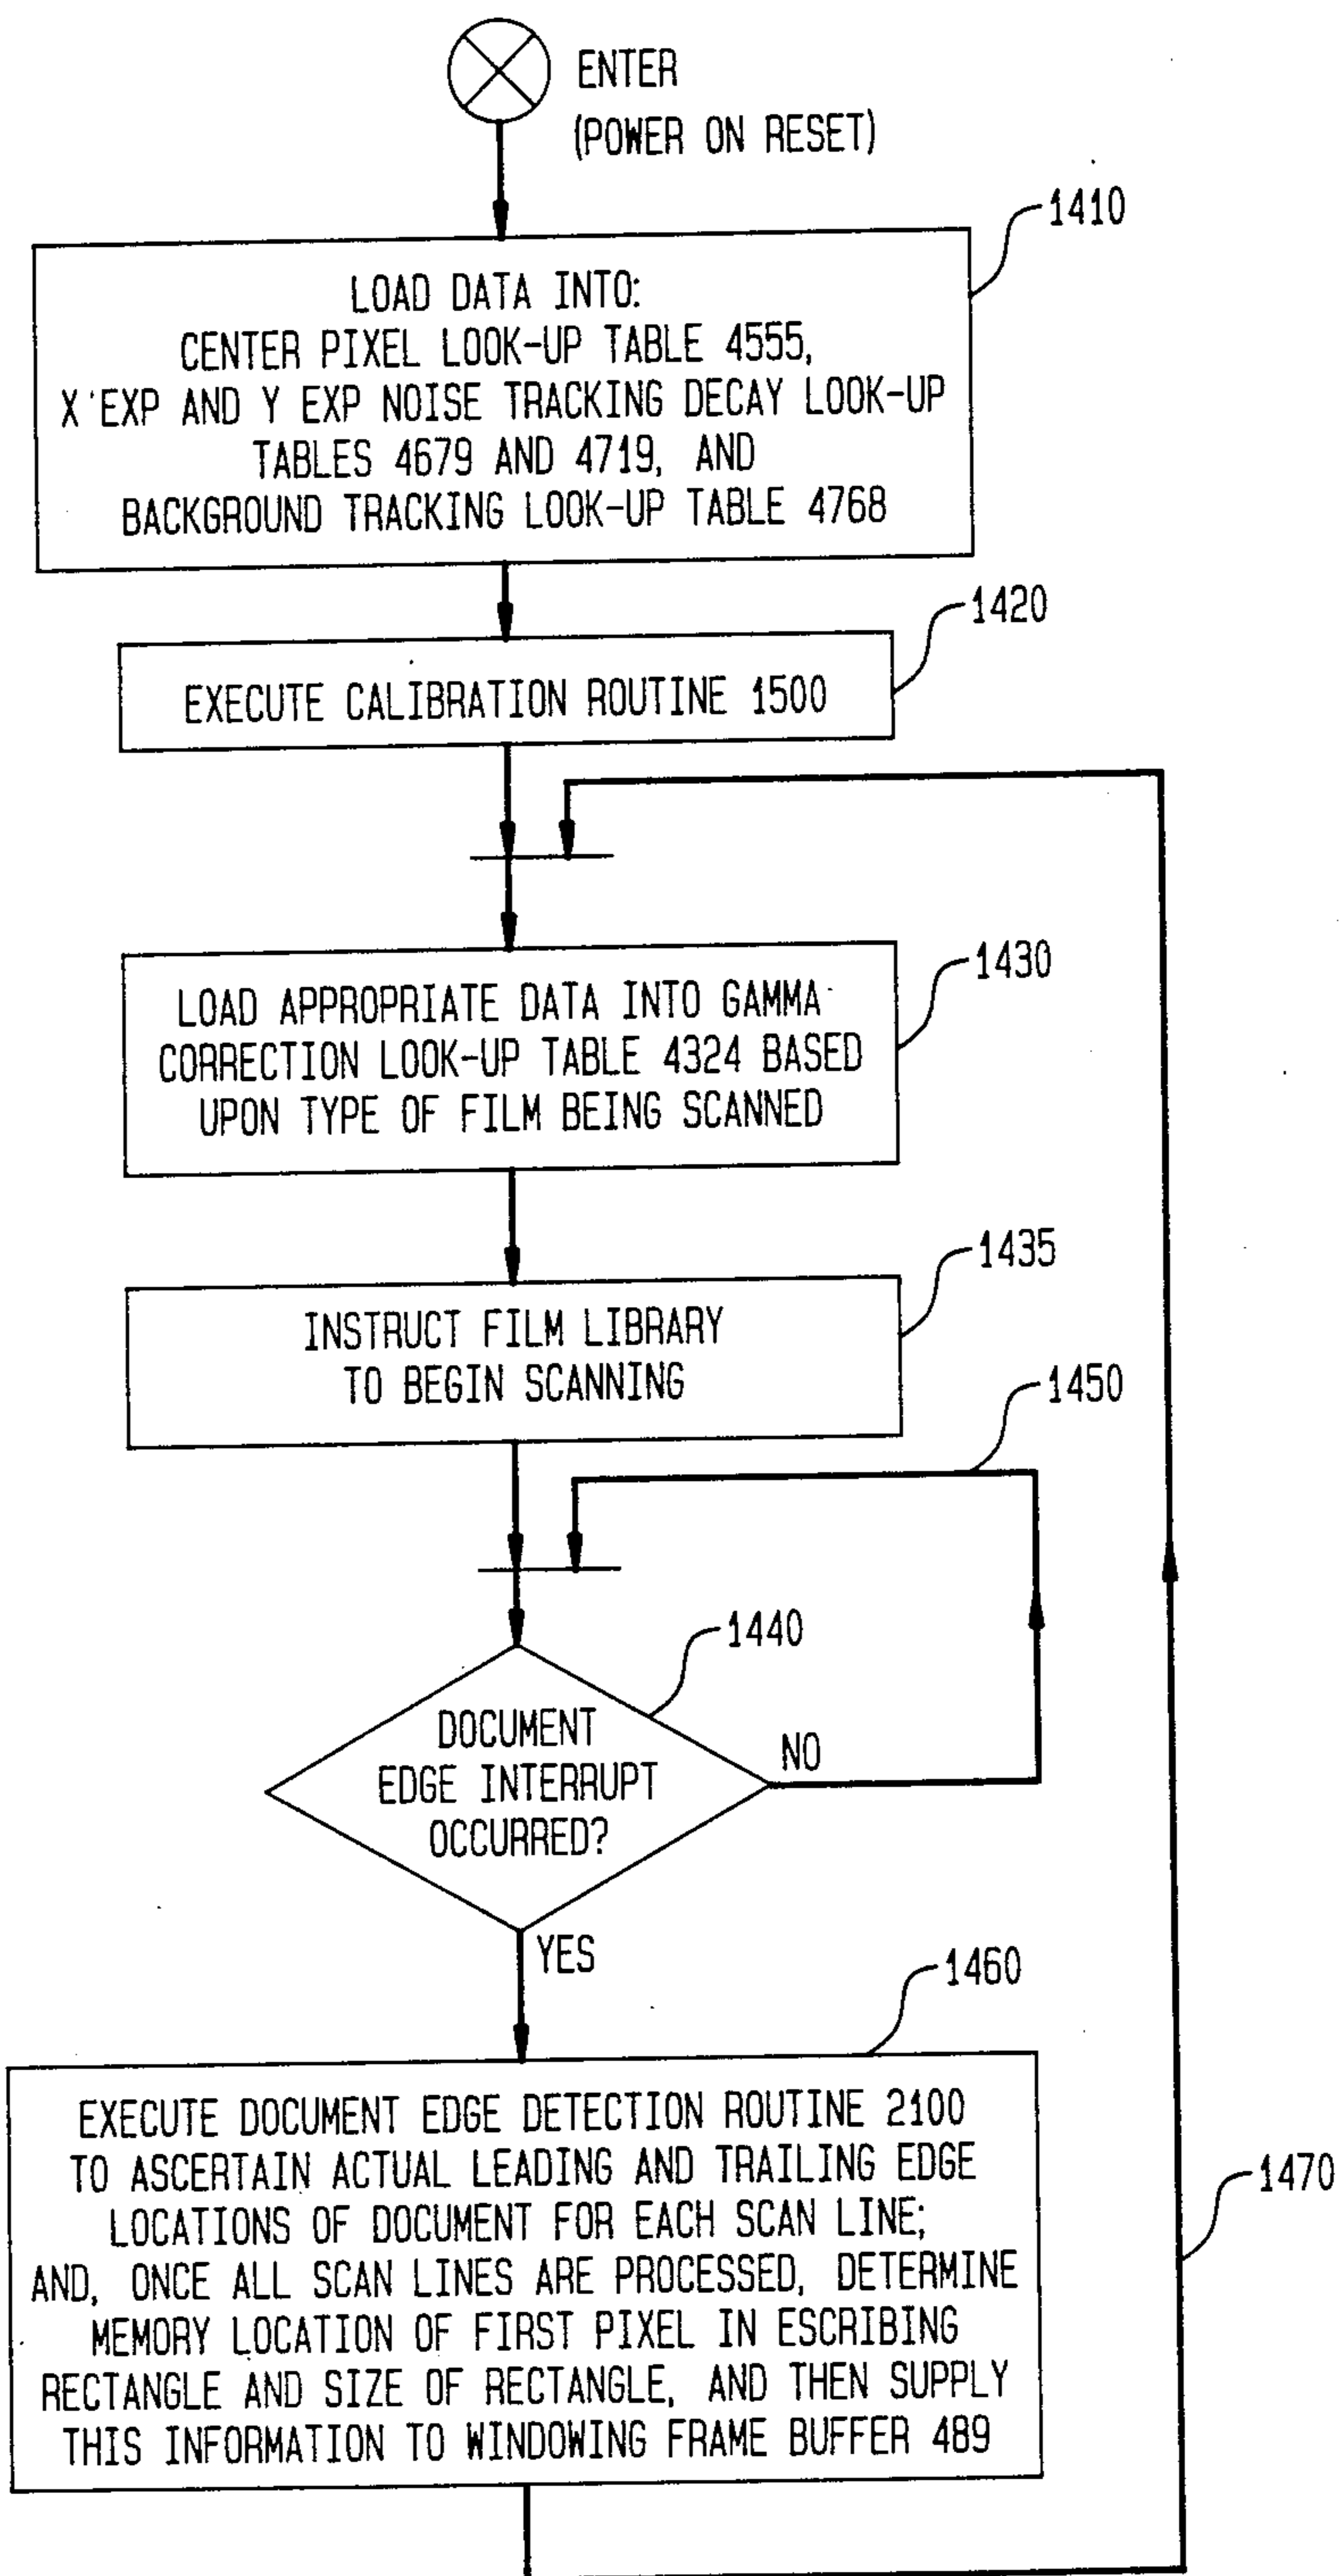 ENTER
(POWER ON RESET)
1410
LOAD DATA INTO:
CENTER PIXEL LOOK-UP TABLE 4555,
X EXP AND Y EXP NOISE TRACKING DECAY LOOK-UP
TABLES 4679 AND 4719, AND
BACKGROUND TRACKING LOOK-UP TABLE 4768
1420
EXECUTE CALIBRATION ROUTINE 1500
1430
LOAD APPROPRIATE DATA INTO GAMMA
CORRECTION LOOK-UP TABLE 4324 BASED
UPON TYPE OF FILM BEING SCANNED
1435
INSTRUCT FILM LIBRARY
TO BEGIN SCANNING
1450
1440
DOCUMENT
EDGE INTERRUPT
OCCURRED?
NO
YES
1460
EXECUTE DOCUMENT EDGE DETECTION ROUTINE 2100
TO ASCERTAIN ACTUAL LEADING AND TRAILING EDGE
LOCATIONS OF DOCUMENT FOR EACH SCAN LINE;
AND, ONCE ALL SCAN LINES ARE PROCESSED, DETERMINE
MEMORY LOCATION OF FIRST PIXEL IN ESCRIBING
RECTANGLE AND SIZE OF RECTANGLE, AND THEN SUPPLY
THIS INFORMATION TO WINDOWING FRAME BUFFER 489
1470